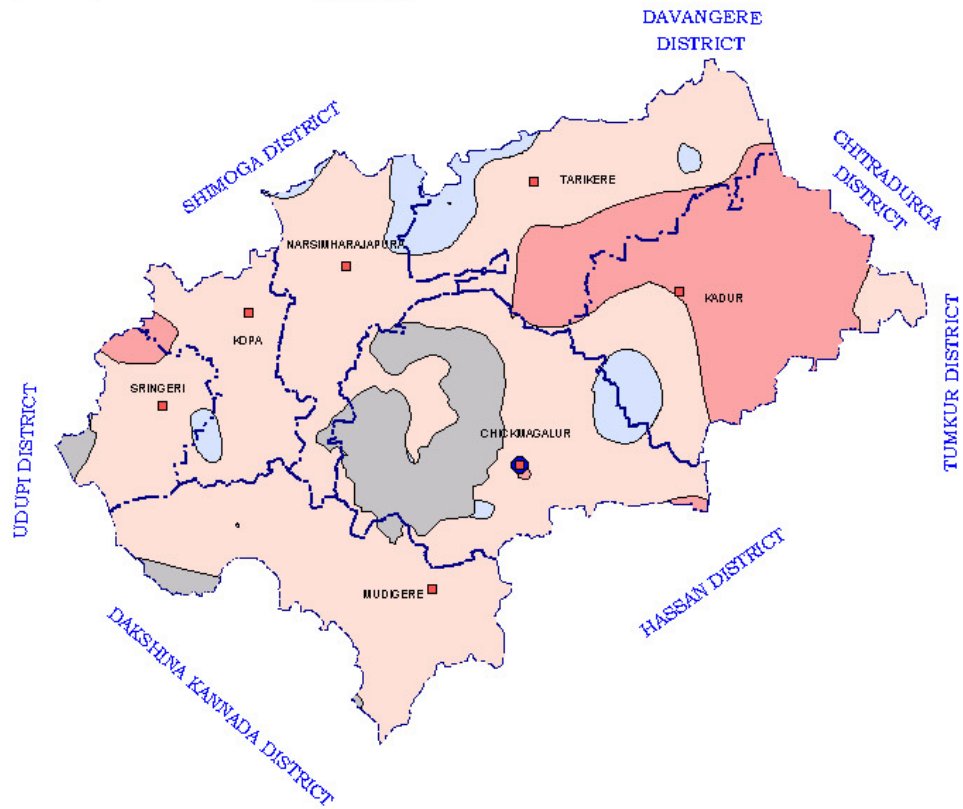 DAVANGERE
DISTRICT
SHIMOGA DISTRICT
CHITRADURGA
DISTRICT
TARIKERE
NARSIMHARAJAPURA
KADUR
KOPA
SRINGERI
CHICKMAGALUR
UDUPI DISTRICT
TUMKUR DISTRICT
MUDIGERE
HASSAN DISTRICT
DAKSHINA KANNADA DISTRICT